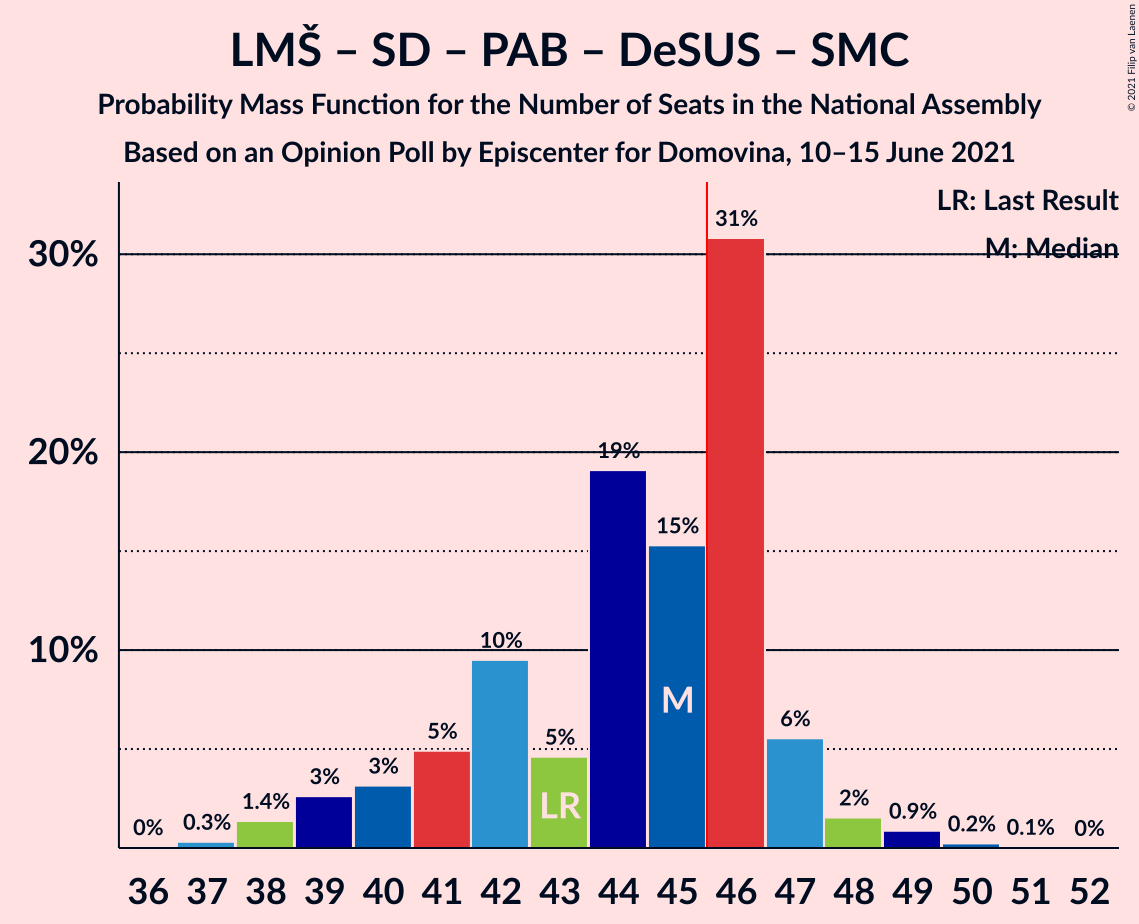 LMŠ – SD – PAB – DeSUS – SMC
Probability Mass Function for the Number of Seats in the National Assembly
Based on an Opinion Poll by Episcenter for Domovina, 10–15 June 2021
© 2021 Filip van Laenen
LR: Last Result
M: Median
30%
20%
10%
0%
0.3%
1.4%
3%
3%
5%
10%
5%
19%
15%
31%
6%
2%
0.9%
0.2%
0.1%
0%
LR
M
36 37 38 39 40 41 42 43 44 45 46 47 48 49 50 51 52